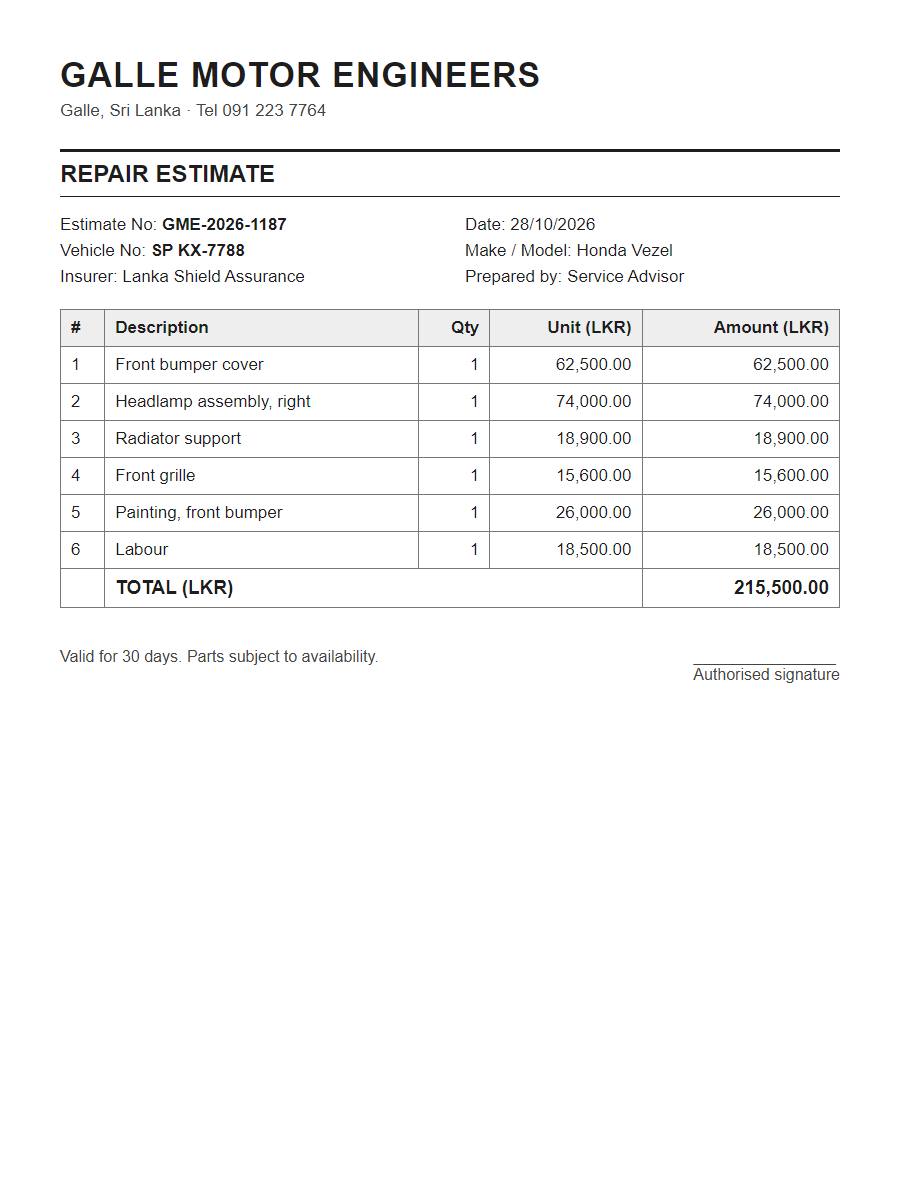 GALLE MOTOR ENGINEERS
Galle, Sri Lanka · Tel 091 223 7764
REPAIR ESTIMATE
Estimate No: GME-2026-1187 Date: 28/10/2026
Vehicle No: SP KX-7788 Make / Model: Honda Vezel
Insurer: Lanka Shield Assurance Prepared by: Service Advisor
# Description Qty Unit (LKR) Amount (LKR)
1 Front bumper cover 1 62,500.00 62,500.00
2 Headlamp assembly, right 1 74,000.00 74,000.00
3 Radiator support 1 18,900.00 18,900.00
4 Front grille 1 15,600.00 15,600.00
5 Painting, front bumper 1 26,000.00 26,000.00
6 Labour 1 18,500.00 18,500.00
TOTAL (LKR) 215,500.00
Valid for 30 days. Parts subject to availability.
Authorised signature